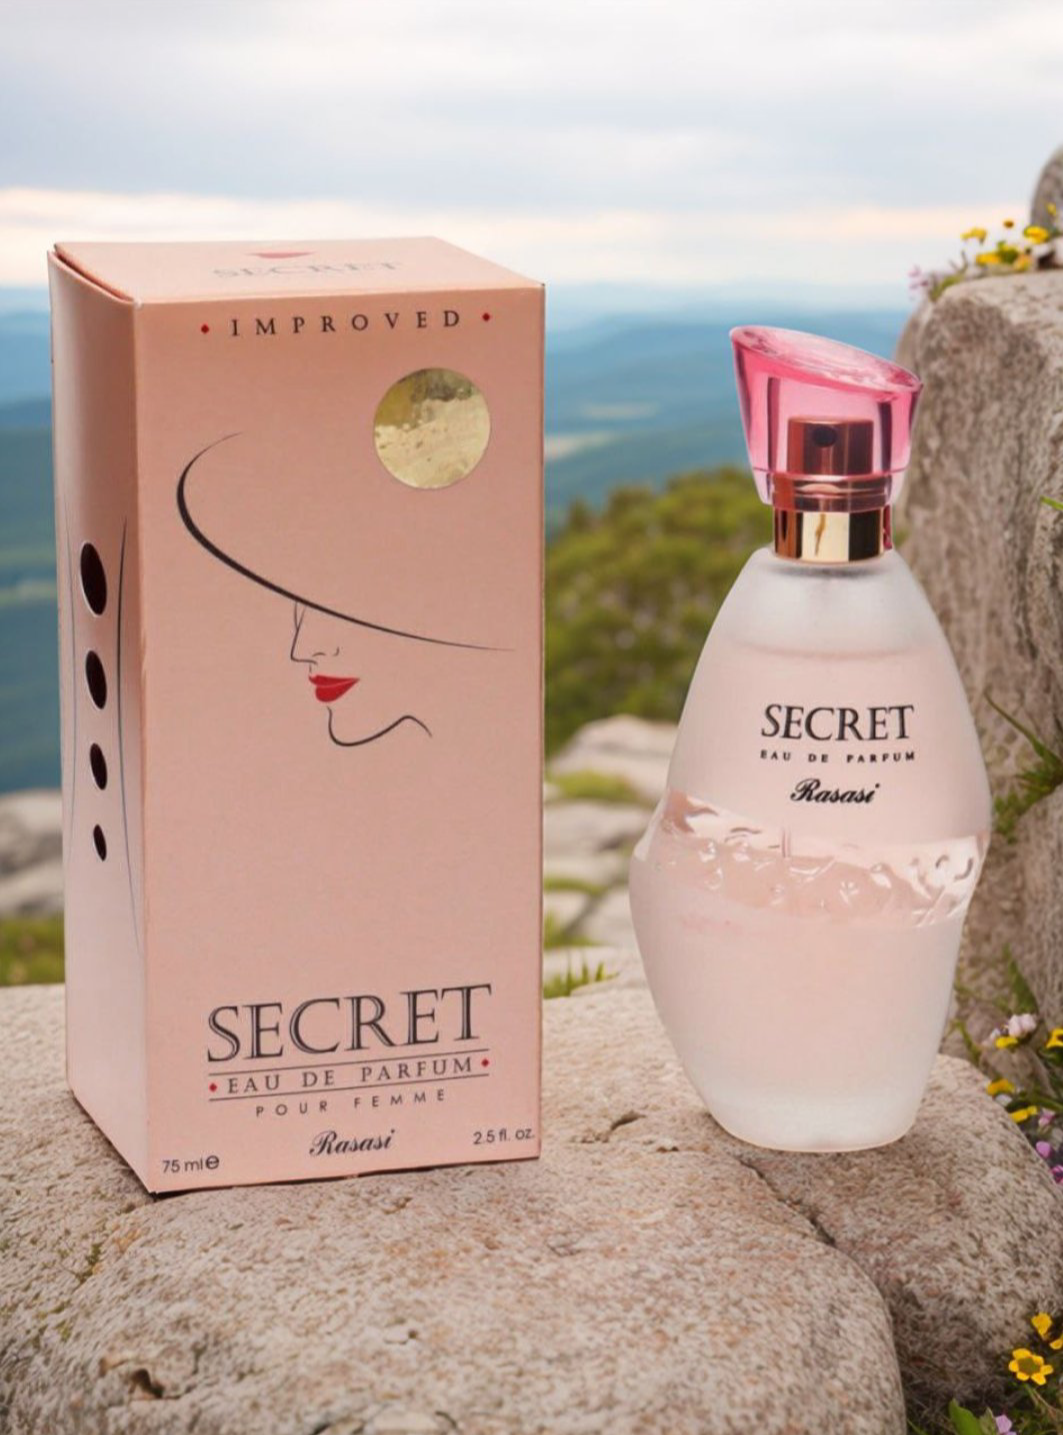 SECRET
IMPROVED
SECRET
EAU DE PARFUM
POUR FEMME
Rasasi
75 ml e
2.5 fl. oz.
SECRET
EAU DE PARFUM
Rasasi